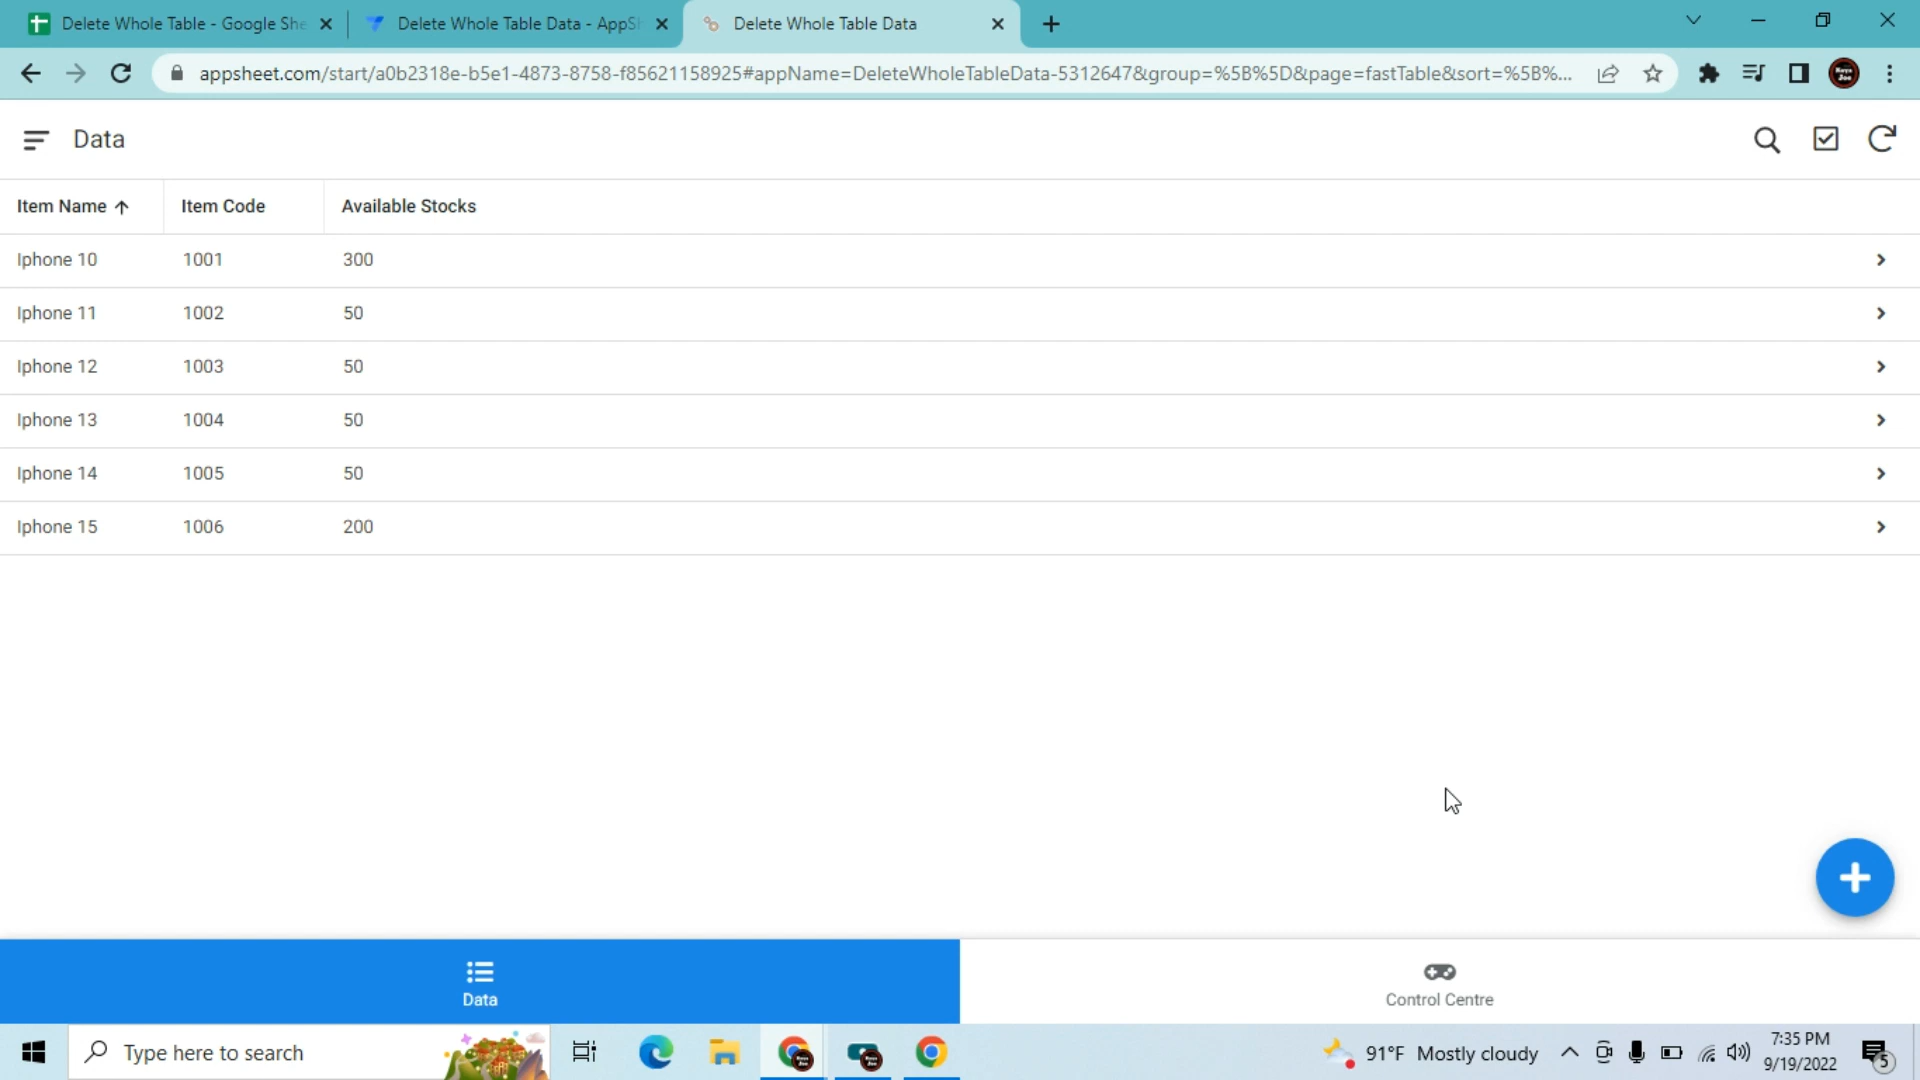 Delete Whole Table - Google She
Delete Whole Table Data - AppS
Delete Whole Table Data
appsheet.com/start/a0b2318e-b5e1-4873-8758-f85621158925#appName=DeleteWholeTableData-5312647&group=%5B%5D&page=fastTable&sort=%5B%...
Data
Item Name Item Code Available Stocks
Iphone 10 1001 300
Iphone 11 1002 50
Iphone 12 1003 50
Iphone 13 1004 50
Iphone 14 1005 50
Iphone 15 1006 200
Data
Control Centre
Type here to search
91°F Mostly cloudy
7:35 PM
9/19/2022
5